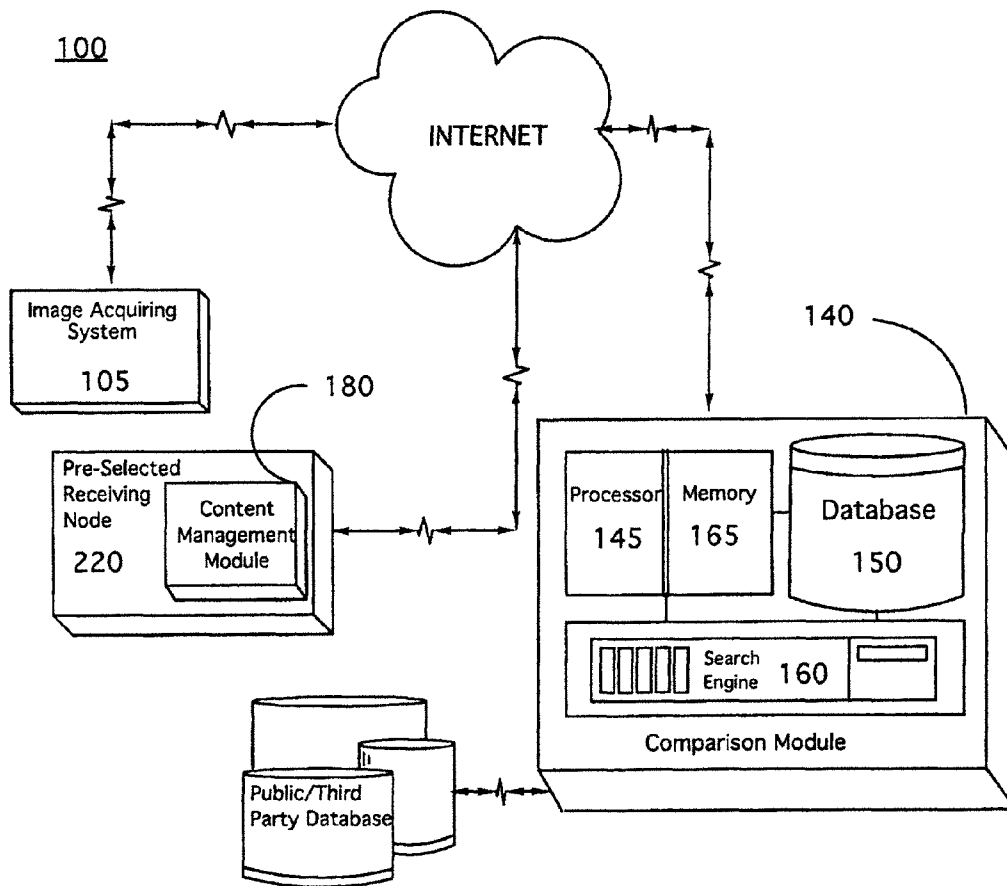 100
INTERNET
Image Acquiring
System
105
180
140
Pre-Selected
Receiving
Node
220
Content
Management
Module
Processor
145
Memory
165
Database
150
Search
Engine
160
Comparison Module
Public/Third
Party Database